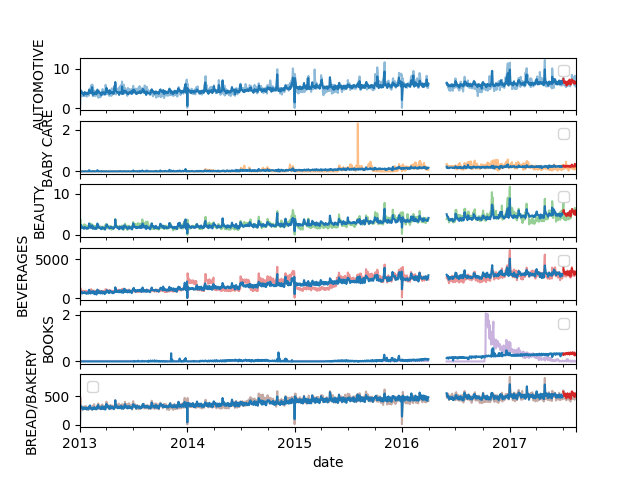 AUTOMOTIVE
10
0
BABY CARE
2
0
BEAUTY
10
0
BEVERAGES
5000
0
BOOKS
2
0
BREAD/BAKERY
500
0
2013 2014 2015 2016 2017
date